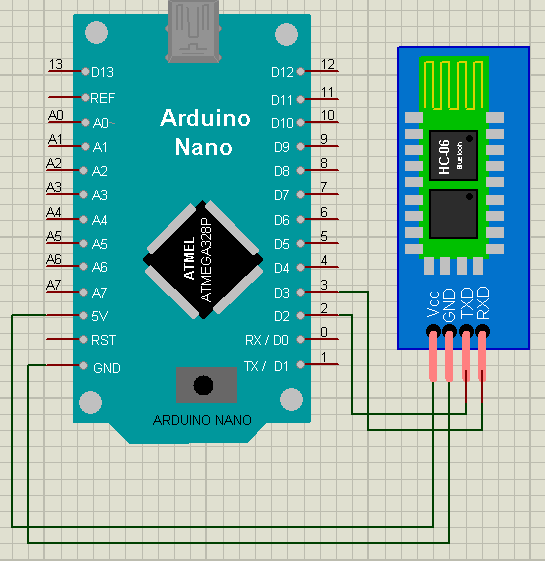 13
D13
REF
A0
A0~
A1
A1
A2
A2
A3
A3
A4
A4
A5
A5
A6
A6
A7
A7
5V
RST
GND
Arduino
Nano
ATMEL
ATMEGA328P
ARDUINO NANO
D12
12
D11
11
D10
10
D9
9
D8
8
D7
7
D6
6
D5
5
D4
4
D3
3
D2
2
RX / D0
0
TX / D1
1
HC-06
Bluetooth
Vcc
GND
TXD
RXD